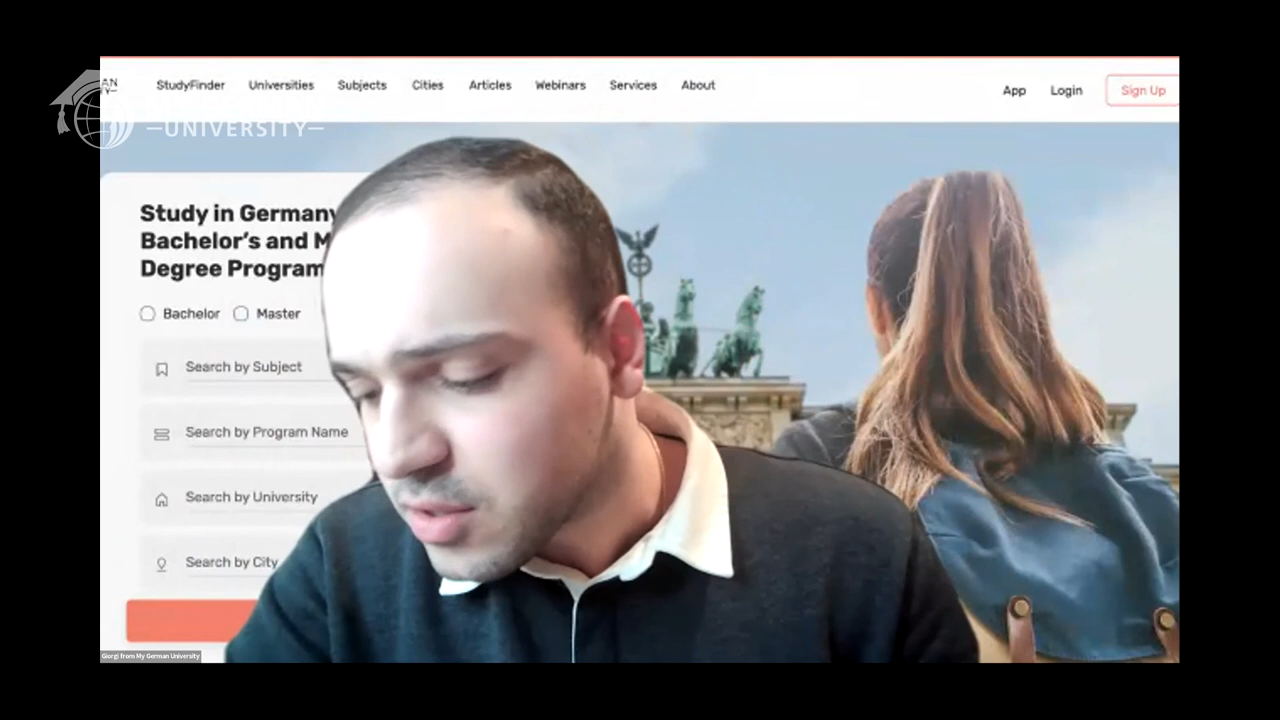 StudyFinder Universities Subjects Cities Articles Webinars Services About App Login Sign Up
UNIVERSITY
Study in Germany
Bachelor's and M
Degree Program
Bachelor Master
Search by Subject
Search by Program Name
Search by University
Search by City
Giorgi from My German University